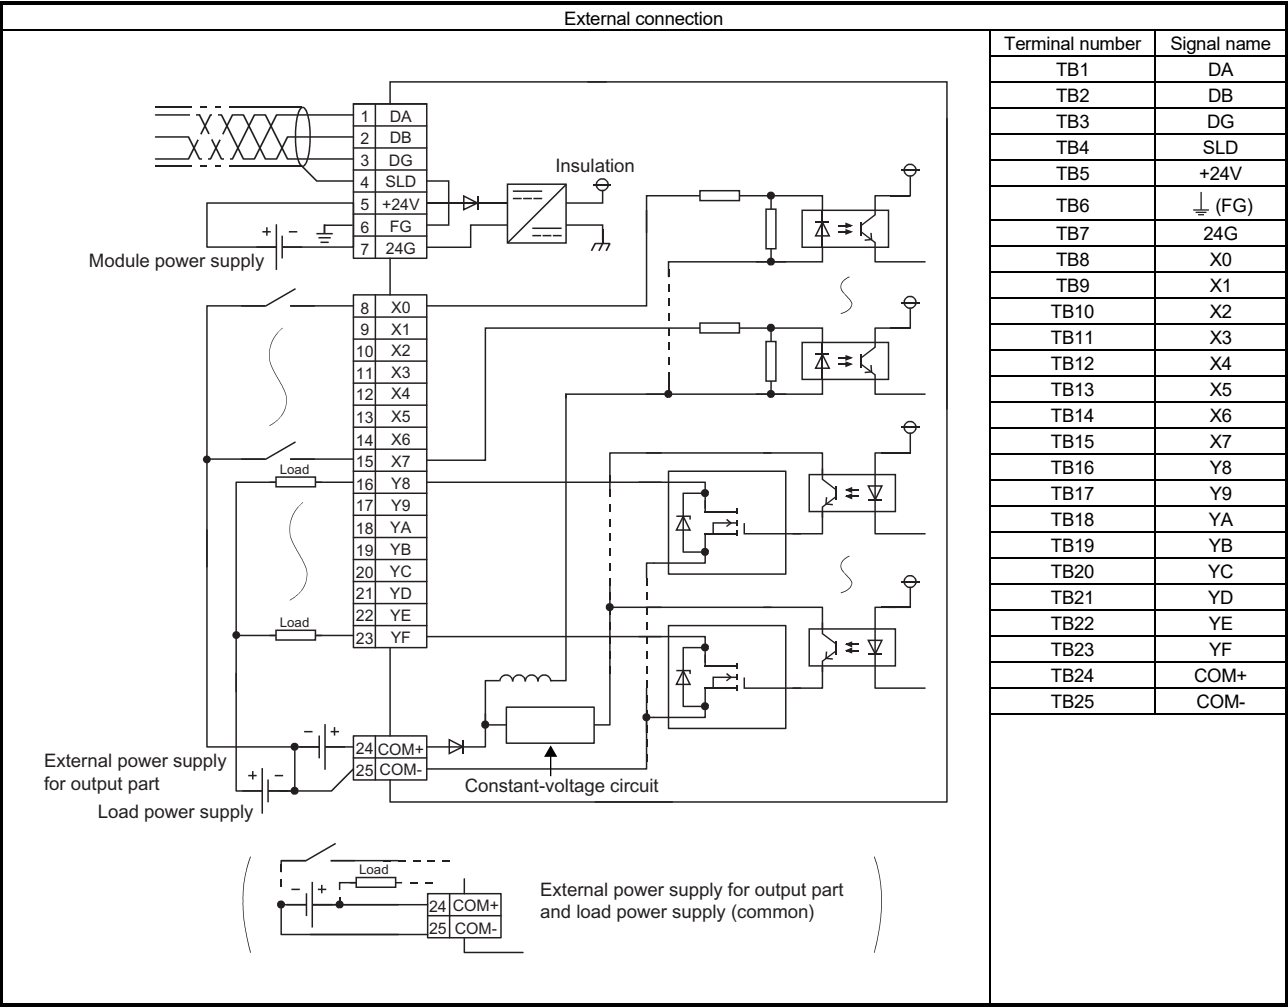 External connection
Terminal number Signal name
TB1 DA
TB2 DB
TB3 DG
TB4 SLD
TB5 +24V
TB6 ⏚ (FG)
TB7 24G
TB8 X0
TB9 X1
TB10 X2
TB11 X3
TB12 X4
TB13 X5
TB14 X6
TB15 X7
TB16 Y8
TB17 Y9
TB18 YA
TB19 YB
TB20 YC
TB21 YD
TB22 YE
TB23 YF
TB24 COM+
TB25 COM-
1 DA
2 DB
3 DG
4 SLD
5 +24V
6 FG
7 24G
Insulation
+ −
Module power supply
8 X0
9 X1
10 X2
11 X3
12 X4
13 X5
14 X6
15 X7
Load
16 Y8
17 Y9
18 YA
19 YB
20 YC
21 YD
22 YE
Load
23 YF
− +
24 COM+
25 COM-
External power supply
for output part
+ −
Load power supply
Constant-voltage circuit
Load
− +
24 COM+
25 COM-
External power supply for output part
and load power supply (common)